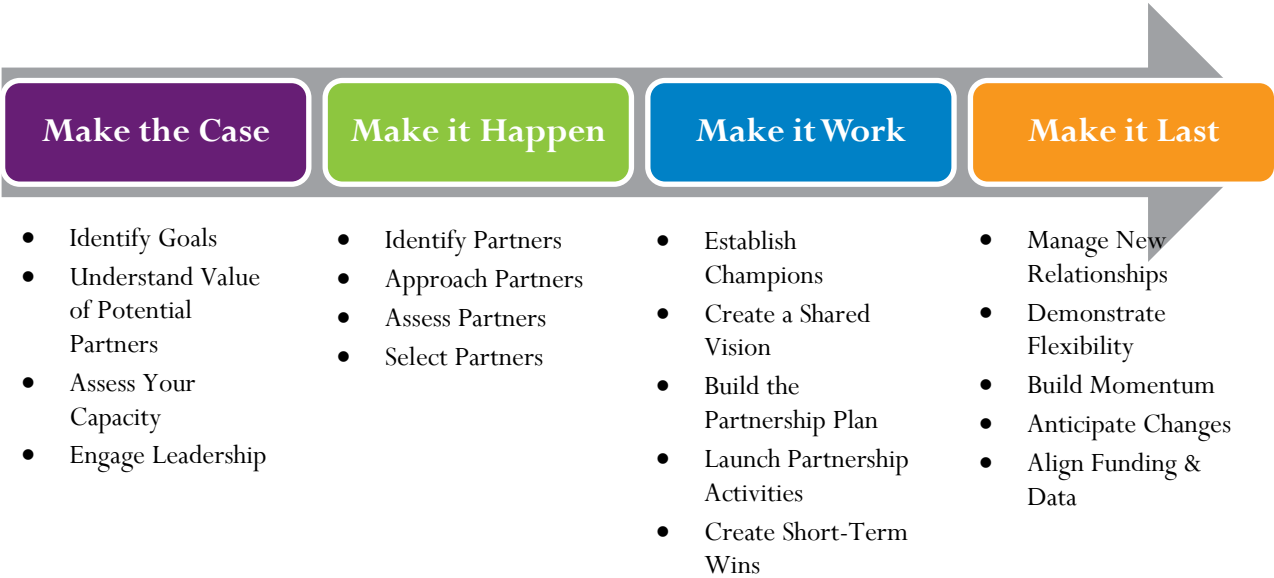 Make the Case
Make it Happen
Make it Work
Make it Last
• Identify Goals
• Understand Value
of Potential
Partners
• Assess Your
Capacity
• Engage Leadership
• Identify Partners
• Approach Partners
• Assess Partners
• Select Partners
• Establish
Champions
• Create a Shared
Vision
• Build the
Partnership Plan
• Launch Partnership
Activities
• Create Short-Term
Wins
• Manage New
Relationships
• Demonstrate
Flexibility
• Build Momentum
• Anticipate Changes
• Align Funding &
Data